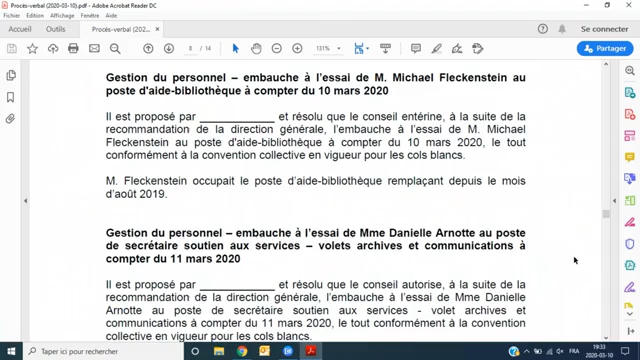 Procès-verbal (2020-03-10).pdf - Adobe Acrobat Reader DC
Fichier Edition Affichage Fenêtre Aide
Accueil Outils Procès-verbal (202... × Se connecter
8 / 14 131% Partager
Gestion du personnel – embauche à l'essai de M. Michael Fleckenstein au
poste d'aide-bibliothèque à compter du 10 mars 2020
Il est proposé par _____________ et résolu que le conseil entérine, à la suite de la
recommandation de la direction générale, l'embauche à l'essai de M. Michael
Fleckenstein au poste d'aide-bibliothèque à compter du 10 mars 2020, le tout
conformément à la convention collective en vigueur pour les cols blancs.
M. Fleckenstein occupait le poste d'aide-bibliothèque remplaçant depuis le mois
d'août 2019.
Gestion du personnel – embauche à l'essai de Mme Danielle Arnotte au poste
de secrétaire soutien aux services – volets archives et communications à
compter du 11 mars 2020
Il est proposé par _____________ et résolu que le conseil autorise, à la suite de la
recommandation de la direction générale, l'embauche à l'essai de Mme Danielle
Arnotte au poste de secrétaire soutien aux services - volet archives et
communications à compter du 11 mars 2020, le tout conformément à la convention
collective en vigueur pour les cols blancs.
Taper ici pour rechercher
FRA
19:33
2020-03-10